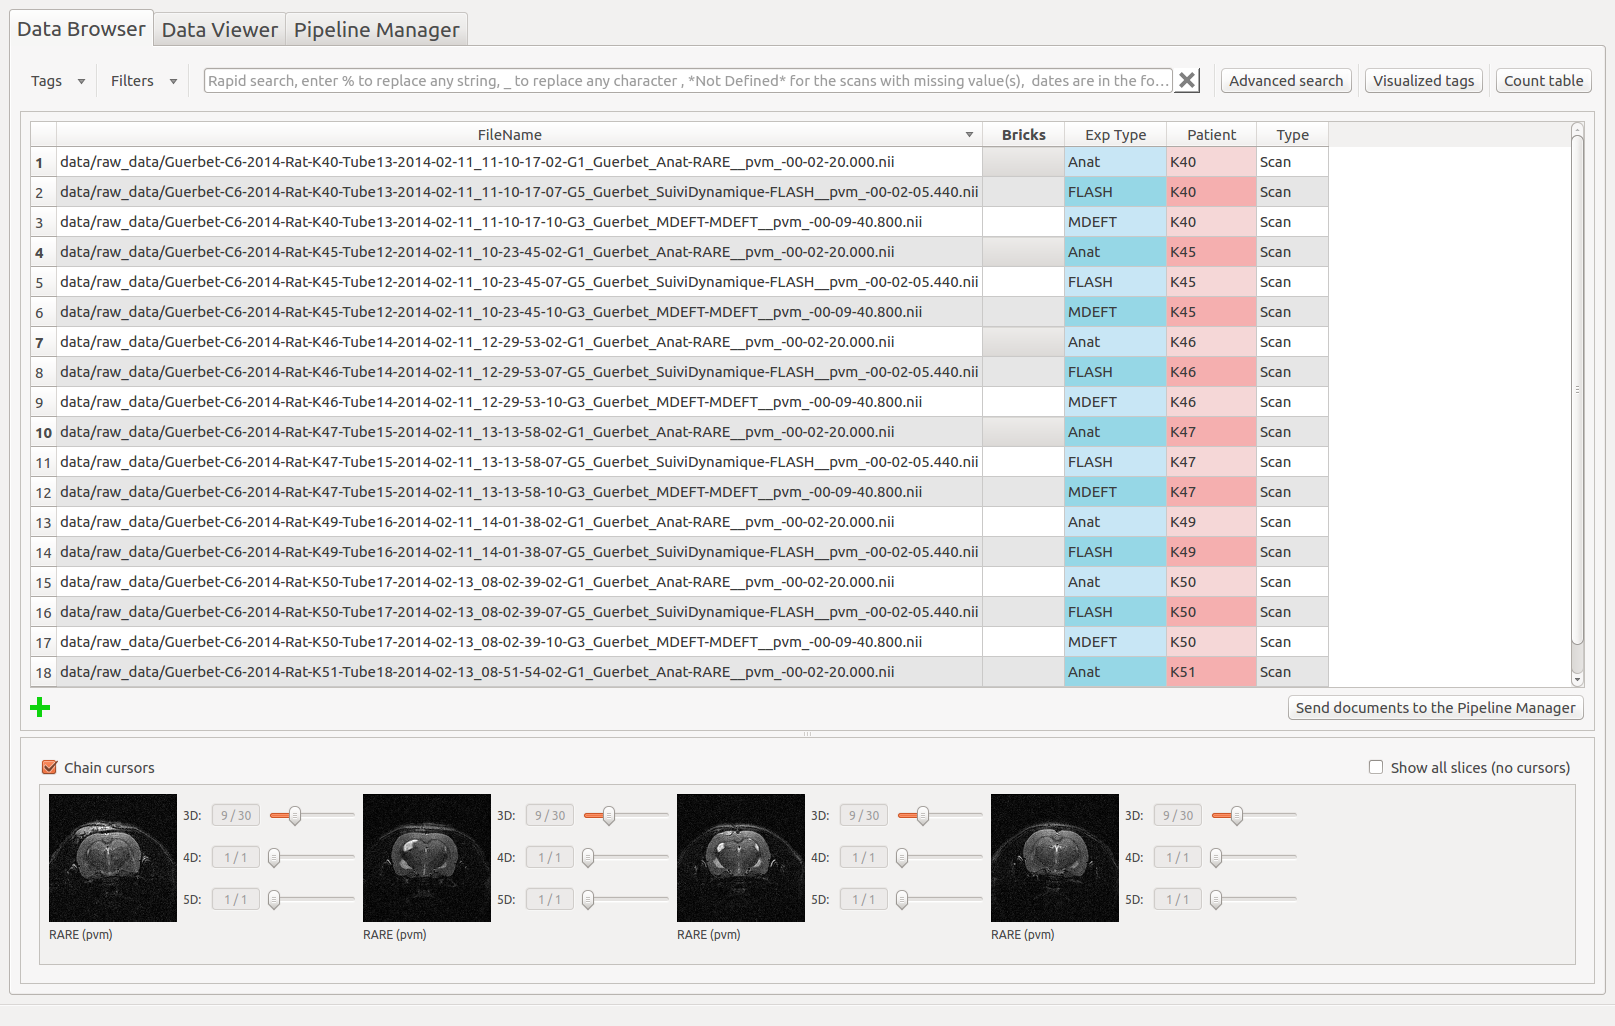 Data Browser Data Viewer Pipeline Manager
Tags Filters Rapid search, enter % to replace any string, _ to replace any character , *Not Defined* for the scans with missing value(s),  dates are in the fo... Advanced search Visualized tags Count table
FileName Bricks Exp Type Patient Type
1 data/raw_data/Guerbet-C6-2014-Rat-K40-Tube13-2014-02-11_11-10-17-02-G1_Guerbet_Anat-RARE__pvm_-00-02-20.000.nii Anat K40 Scan
2 data/raw_data/Guerbet-C6-2014-Rat-K40-Tube13-2014-02-11_11-10-17-07-G5_Guerbet_SuiviDynamique-FLASH__pvm_-00-02-05.440.nii FLASH K40 Scan
3 data/raw_data/Guerbet-C6-2014-Rat-K40-Tube13-2014-02-11_11-10-17-10-G3_Guerbet_MDEFT-MDEFT__pvm_-00-09-40.800.nii MDEFT K40 Scan
4 data/raw_data/Guerbet-C6-2014-Rat-K45-Tube12-2014-02-11_10-23-45-02-G1_Guerbet_Anat-RARE__pvm_-00-02-20.000.nii Anat K45 Scan
5 data/raw_data/Guerbet-C6-2014-Rat-K45-Tube12-2014-02-11_10-23-45-07-G5_Guerbet_SuiviDynamique-FLASH__pvm_-00-02-05.440.nii FLASH K45 Scan
6 data/raw_data/Guerbet-C6-2014-Rat-K45-Tube12-2014-02-11_10-23-45-10-G3_Guerbet_MDEFT-MDEFT__pvm_-00-09-40.800.nii MDEFT K45 Scan
7 data/raw_data/Guerbet-C6-2014-Rat-K46-Tube14-2014-02-11_12-29-53-02-G1_Guerbet_Anat-RARE__pvm_-00-02-20.000.nii Anat K46 Scan
8 data/raw_data/Guerbet-C6-2014-Rat-K46-Tube14-2014-02-11_12-29-53-07-G5_Guerbet_SuiviDynamique-FLASH__pvm_-00-02-05.440.nii FLASH K46 Scan
9 data/raw_data/Guerbet-C6-2014-Rat-K46-Tube14-2014-02-11_12-29-53-10-G3_Guerbet_MDEFT-MDEFT__pvm_-00-09-40.800.nii MDEFT K46 Scan
10 data/raw_data/Guerbet-C6-2014-Rat-K47-Tube15-2014-02-11_13-13-58-02-G1_Guerbet_Anat-RARE__pvm_-00-02-20.000.nii Anat K47 Scan
11 data/raw_data/Guerbet-C6-2014-Rat-K47-Tube15-2014-02-11_13-13-58-07-G5_Guerbet_SuiviDynamique-FLASH__pvm_-00-02-05.440.nii FLASH K47 Scan
12 data/raw_data/Guerbet-C6-2014-Rat-K47-Tube15-2014-02-11_13-13-58-10-G3_Guerbet_MDEFT-MDEFT__pvm_-00-09-40.800.nii MDEFT K47 Scan
13 data/raw_data/Guerbet-C6-2014-Rat-K49-Tube16-2014-02-11_14-01-38-02-G1_Guerbet_Anat-RARE__pvm_-00-02-20.000.nii Anat K49 Scan
14 data/raw_data/Guerbet-C6-2014-Rat-K49-Tube16-2014-02-11_14-01-38-07-G5_Guerbet_SuiviDynamique-FLASH__pvm_-00-02-05.440.nii FLASH K49 Scan
15 data/raw_data/Guerbet-C6-2014-Rat-K50-Tube17-2014-02-13_08-02-39-02-G1_Guerbet_Anat-RARE__pvm_-00-02-20.000.nii Anat K50 Scan
16 data/raw_data/Guerbet-C6-2014-Rat-K50-Tube17-2014-02-13_08-02-39-07-G5_Guerbet_SuiviDynamique-FLASH__pvm_-00-02-05.440.nii FLASH K50 Scan
17 data/raw_data/Guerbet-C6-2014-Rat-K50-Tube17-2014-02-13_08-02-39-10-G3_Guerbet_MDEFT-MDEFT__pvm_-00-09-40.800.nii MDEFT K50 Scan
18 data/raw_data/Guerbet-C6-2014-Rat-K51-Tube18-2014-02-13_08-51-54-02-G1_Guerbet_Anat-RARE__pvm_-00-02-20.000.nii Anat K51 Scan
Send documents to the Pipeline Manager
Chain cursors Show all slices (no cursors)
3D: 9 / 30 3D: 9 / 30 3D: 9 / 30 3D: 9 / 30
4D: 1 / 1 4D: 1 / 1 4D: 1 / 1 4D: 1 / 1
5D: 1 / 1 5D: 1 / 1 5D: 1 / 1 5D: 1 / 1
RARE (pvm) RARE (pvm) RARE (pvm) RARE (pvm)